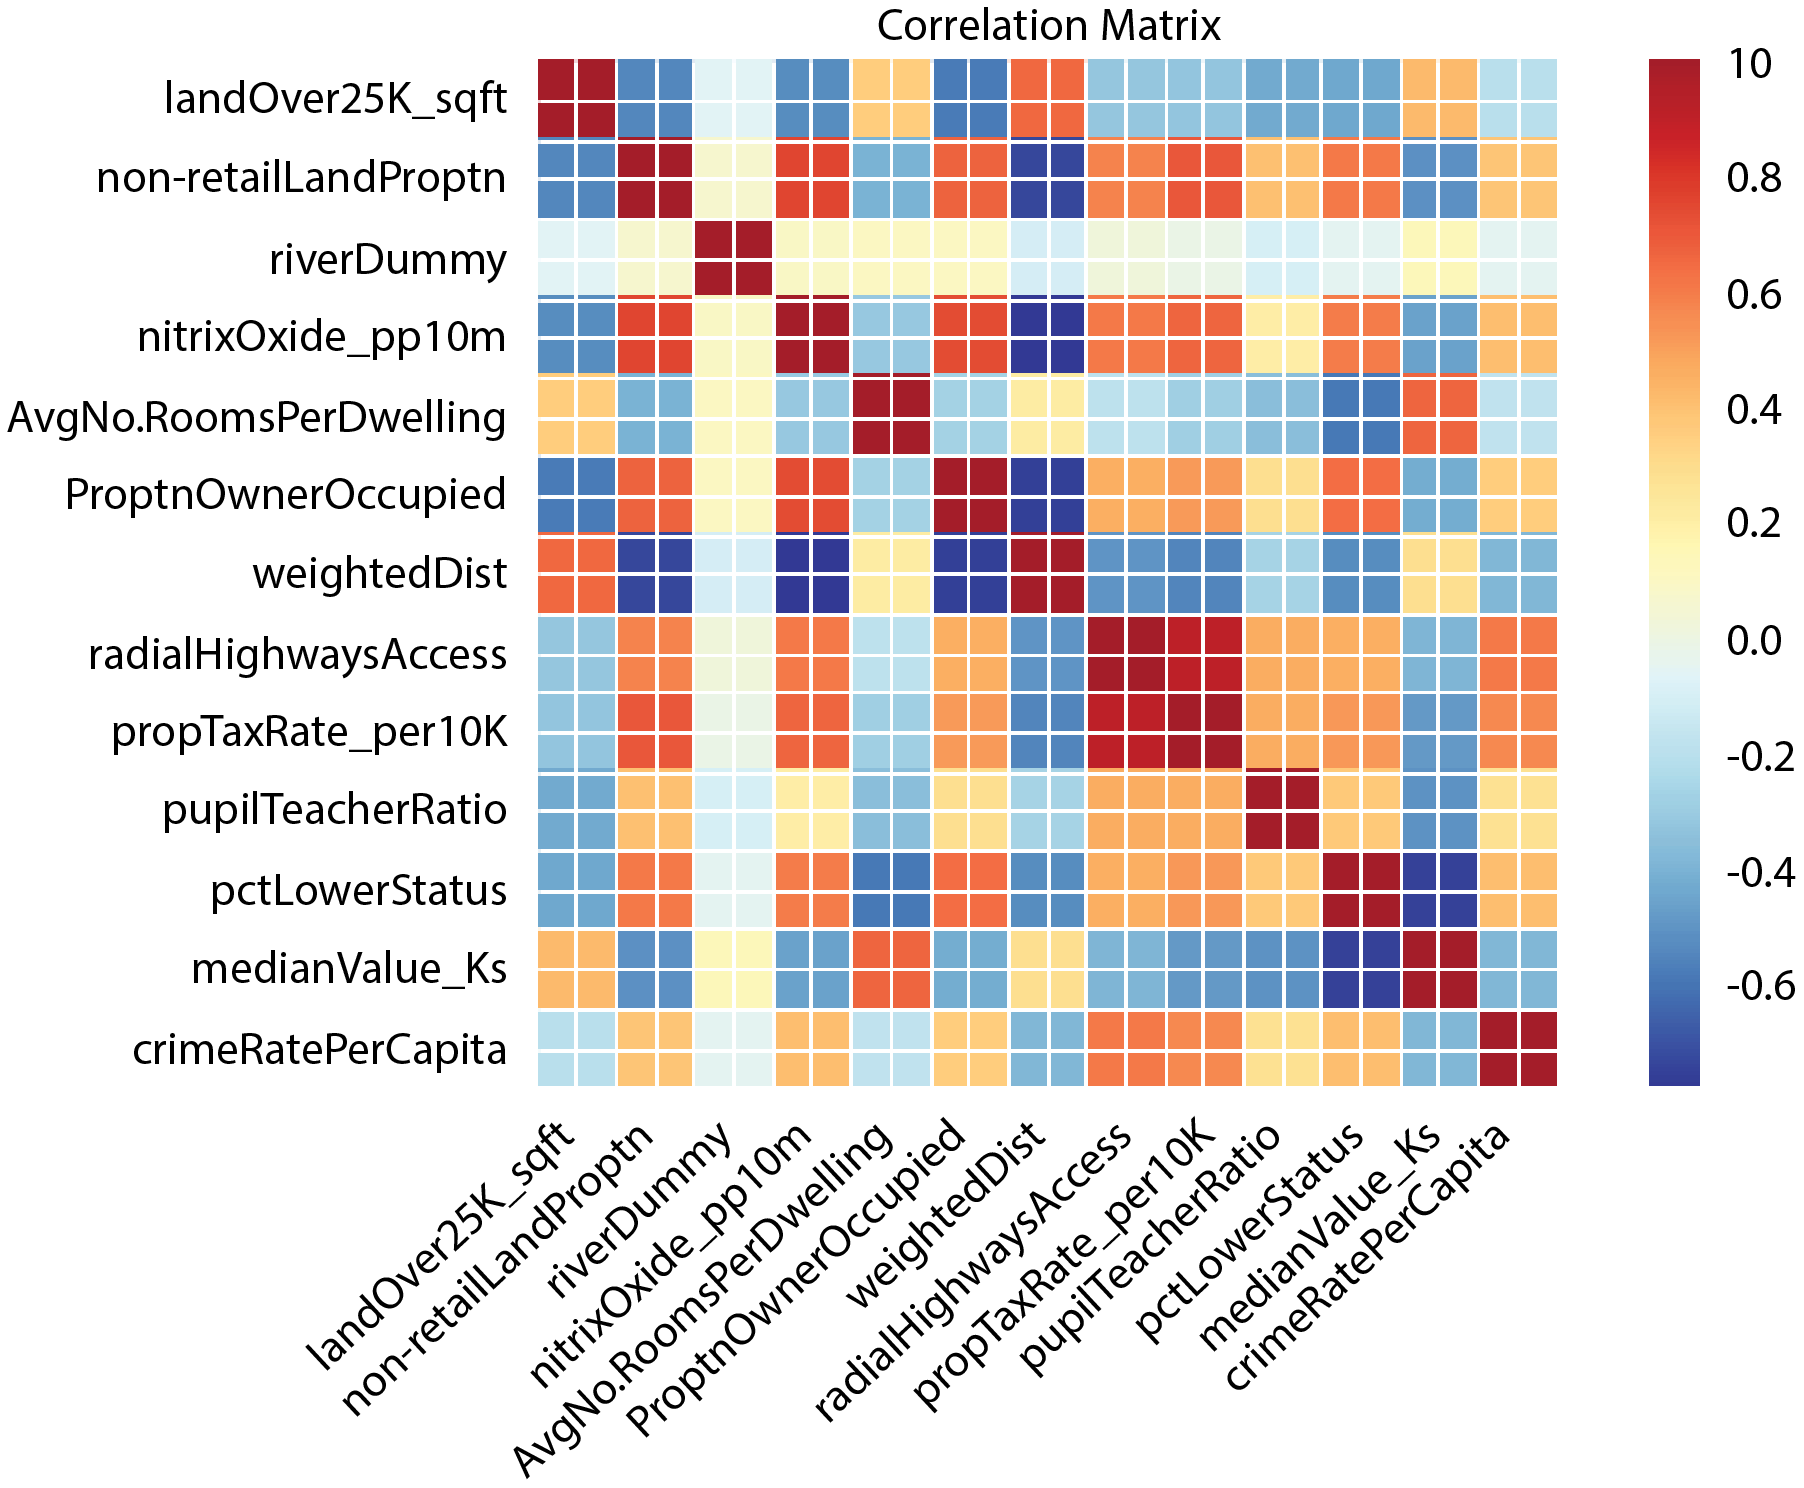 Correlation Matrix
landOver25K_sqft
non-retailLandProptn
riverDummy
nitrixOxide_pp10m
AvgNo.RoomsPerDwelling
ProptnOwnerOccupied
weightedDist
radialHighwaysAccess
propTaxRate_per10K
pupilTeacherRatio
pctLowerStatus
medianValue_Ks
crimeRatePerCapita
10
0.8
0.6
0.4
0.2
0.0
-0.2
-0.4
-0.6
landOver25K_sqft
non-retailLandProptn
riverDummy
nitrixOxide_pp10m
AvgNo.RoomsPerDwelling
ProptnOwnerOccupied
weightedDist
radialHighwaysAccess
propTaxRate_per10K
pupilTeacherRatio
pctLowerStatus
medianValue_Ks
crimeRatePerCapita